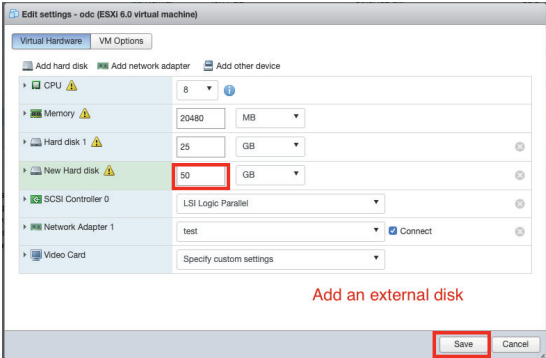 Edit settings - odc (ESXi 6.0 virtual machine)
Virtual Hardware VM Options
Add hard disk Add network adapter Add other device
CPU 8
Memory 20480 MB
Hard disk 1 25 GB
New Hard disk 50 GB
SCSI Controller 0 LSI Logic Parallel
Network Adapter 1 test Connect
Video Card Specify custom settings
Add an external disk
Save Cancel